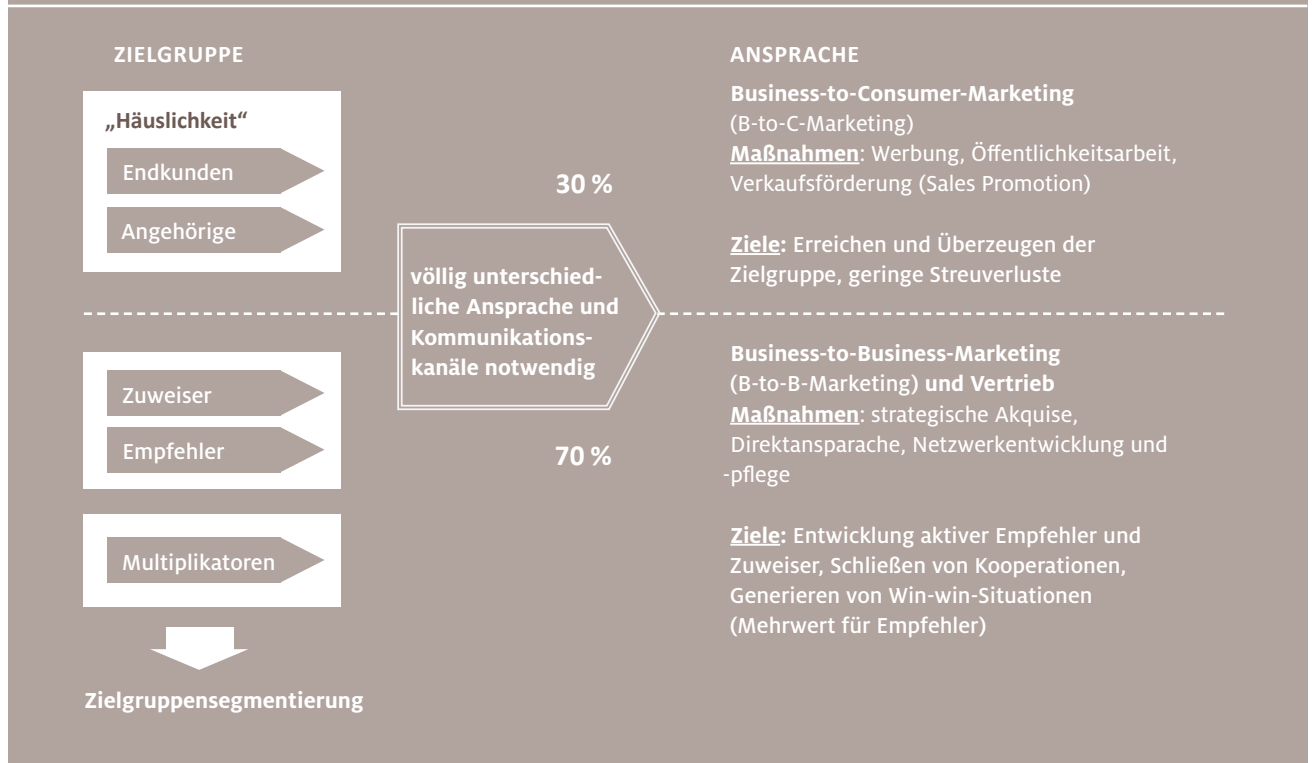 ZIELGRUPPE
„Häuslichkeit“
Endkunden
Angehörige
Zuweiser
Empfehler
Multiplikatoren
Zielgruppensegmentierung
30 %
völlig unterschied-
liche Ansprache und
Kommunikations-
kanäle notwendig
70 %
ANSPRACHE
Business-to-Consumer-Marketing
(B-to-C-Marketing)
Maßnahmen: Werbung, Öffentlichkeitsarbeit,
Verkaufsförderung (Sales Promotion)
Ziele: Erreichen und Überzeugen der
Zielgruppe, geringe Streuverluste
Business-to-Business-Marketing
(B-to-B-Marketing) und Vertrieb
Maßnahmen: strategische Akquise,
Direktansparache, Netzwerkentwicklung und
-pflege
Ziele: Entwicklung aktiver Empfehler und
Zuweiser, Schließen von Kooperationen,
Generieren von Win-win-Situationen
(Mehrwert für Empfehler)